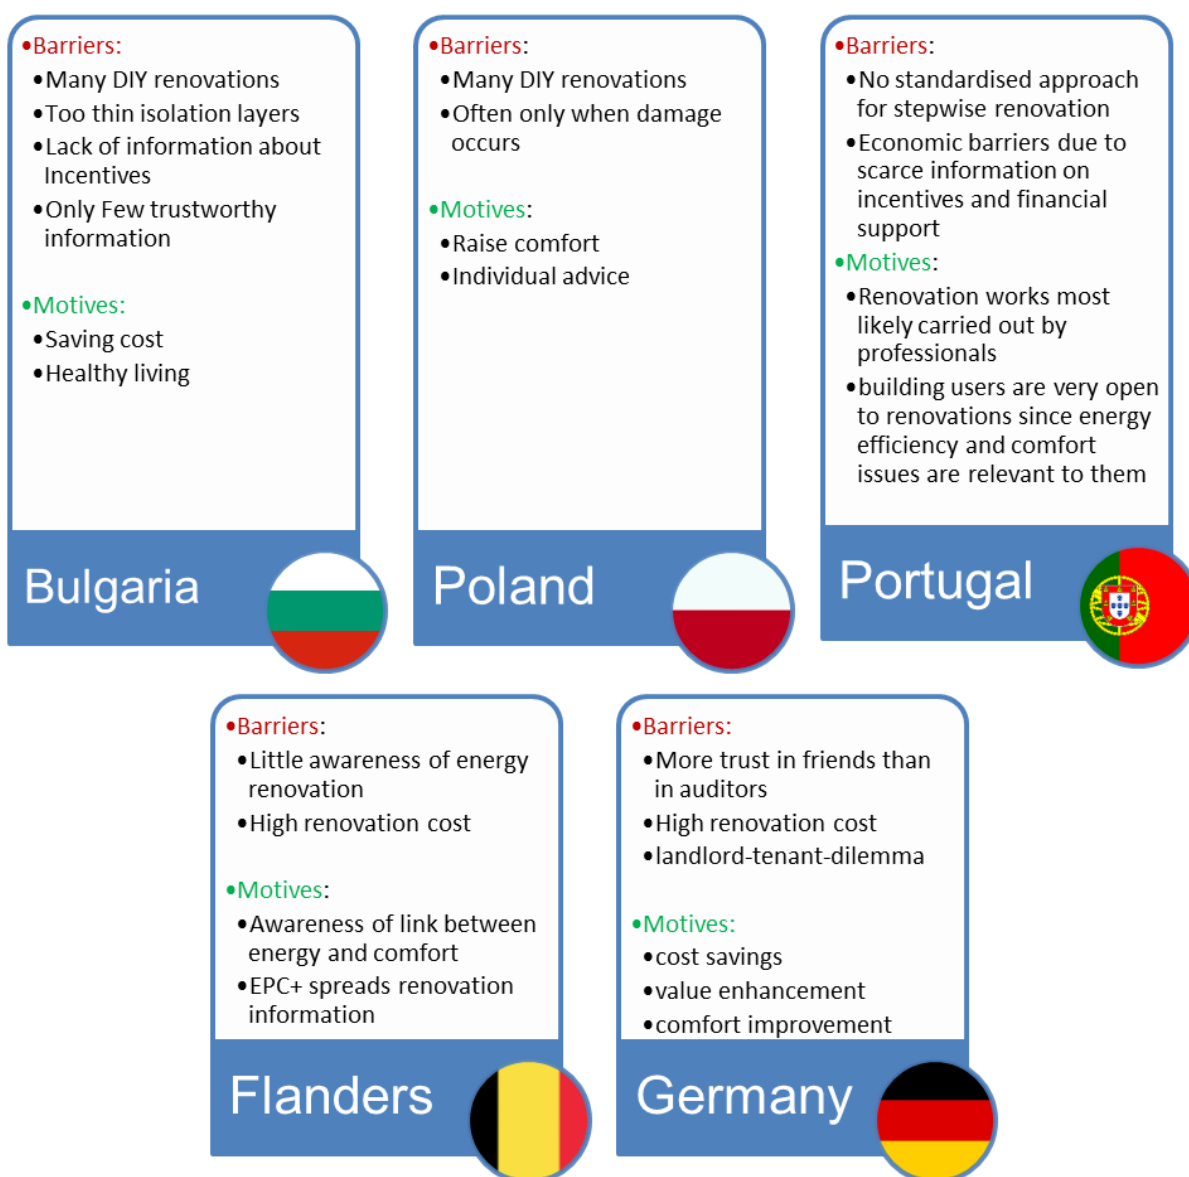 •Barriers:
•Many DIY renovations
•Too thin isolation layers
•Lack of information about
Incentives
•Only Few trustworthy
information
•Motives:
•Saving cost
•Healthy living
Bulgaria
•Barriers:
•Many DIY renovations
•Often only when damage
occurs
•Motives:
•Raise comfort
•Individual advice
Poland
•Barriers:
•No standardised approach
for stepwise renovation
•Economic barriers due to
scarce information on
incentives and financial
support
•Motives:
•Renovation works most
likely carried out by
professionals
•building users are very open
to renovations since energy
efficiency and comfort
issues are relevant to them
Portugal
•Barriers:
•Little awareness of energy
renovation
•High renovation cost
•Motives:
•Awareness of link between
energy and comfort
•EPC+ spreads renovation
information
Flanders
•Barriers:
•More trust in friends than
in auditors
•High renovation cost
•landlord-tenant-dilemma
•Motives:
•cost savings
•value enhancement
•comfort improvement
Germany